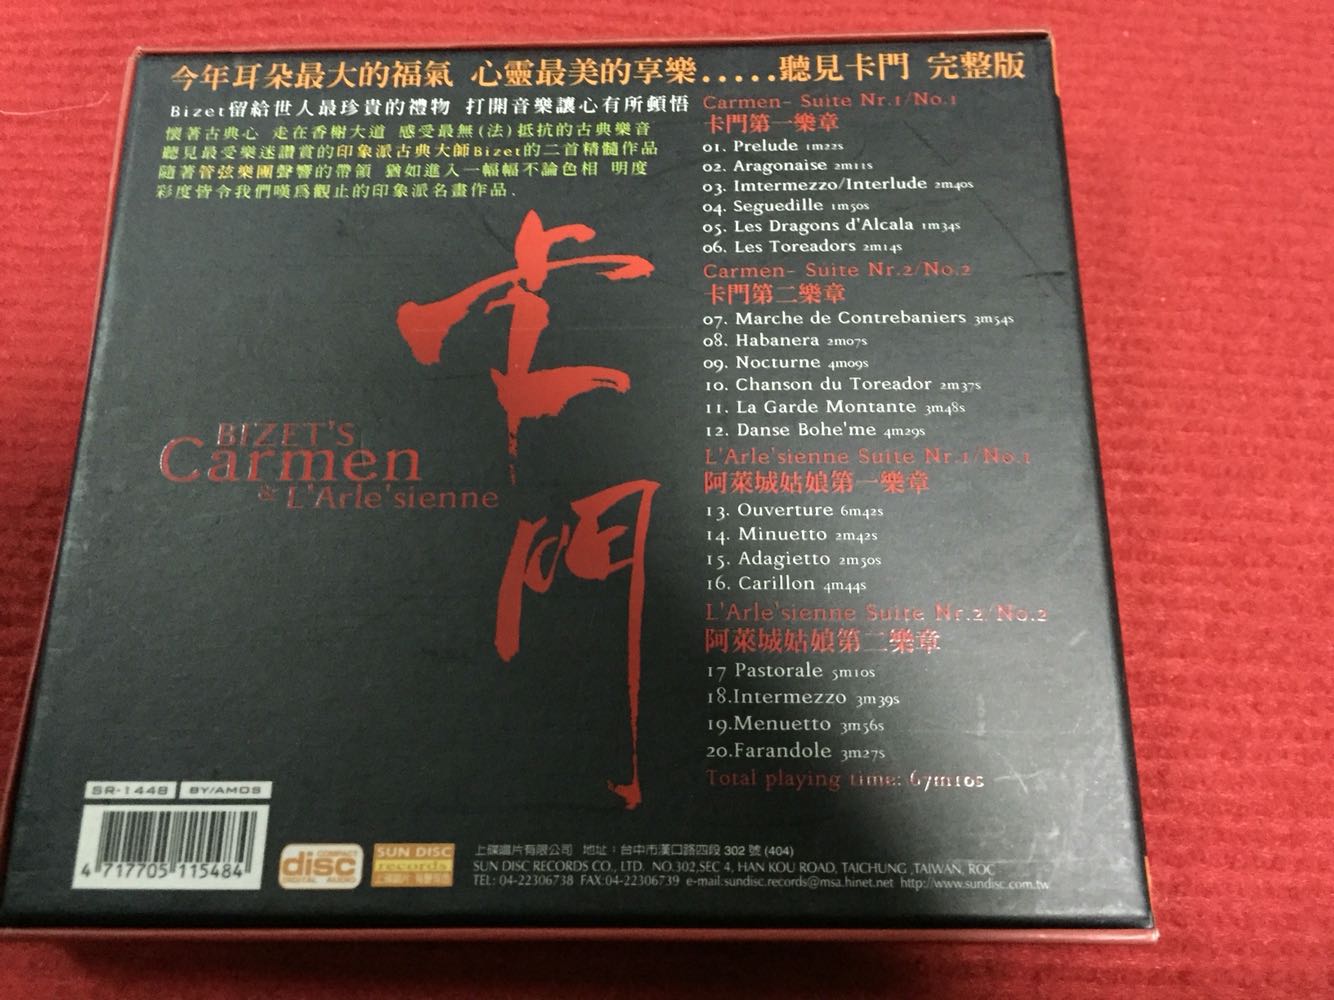 今年耳朵最大的福氣 心靈最美的享樂.....聽見卡門 完整版
Bizet留給世人最珍貴的禮物 打開音樂讓心有所頓悟
懷著古典心 走在香榭大道 感受最無(法)抵抗的古典樂音
聽見最受樂迷讚賞的印象派古典大師Bizet的二首精髓作品
隨著管弦樂團聲響的帶領 猶如進入一幅幅不論色相 明度
彩度皆令我們嘆為觀止的印象派名畫作品.
卡門
BIZET'S
Carmen
& L'Arle'sienne
Carmen- Suite Nr.1/No.1
卡門第一樂章
01. Prelude 1m22s
02. Aragonaise 2m11s
03. Imtermezzo/Interlude 2m40s
04. Seguedille 1m50s
05. Les Dragons d'Alcala 1m34s
06. Les Toreadors 2m14s
Carmen- Suite Nr.2/No.2
卡門第二樂章
07. Marche de Contrebaniers 3m54s
08. Habanera 2m07s
09. Nocturne 4m09s
10. Chanson du Toreador 2m37s
11. La Garde Montante 3m48s
12. Danse Bohe'me 4m29s
L'Arle'sienne Suite Nr.1/No.1
阿萊城姑娘第一樂章
13. Ouverture 6m42s
14. Minuetto 2m42s
15. Adagietto 2m50s
16. Carillon 4m44s
L'Arle'sienne Suite Nr.2/No.2
阿萊城姑娘第二樂章
17 Pastorale 5m10s
18.Intermezzo 3m39s
19.Menuetto 3m56s
20.Farandole 3m27s
Total playing time: 67m10s
SR-1448 BY/AMOS
4 717705 115484
COMPACT
disc
DIGITAL AUDIO
SUN DISC
records
上碟唱片有限公司 地址：台中市漢口路四段 302 號 (404)
SUN DISC RECORDS CO., LTD. NO.302,SEC 4, HAN KOU ROAD, TAICHUNG ,TAIWAN, ROC
TEL: 04-22306738 FAX:04-22306739 e-mail.sundisc.records@msa.hinet.net http://www.sundisc.com.tw